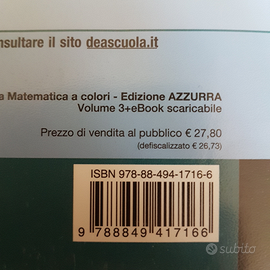 nsultare il sito deascuola.it
a Matematica a colori - Edizione AZZURRA
Volume 3+eBook scaricabile
Prezzo di vendita al pubblico € 27,80
(defiscalizzato € 26,73)
ISBN 978-88-494-1716-6
9 788849 417166
subito